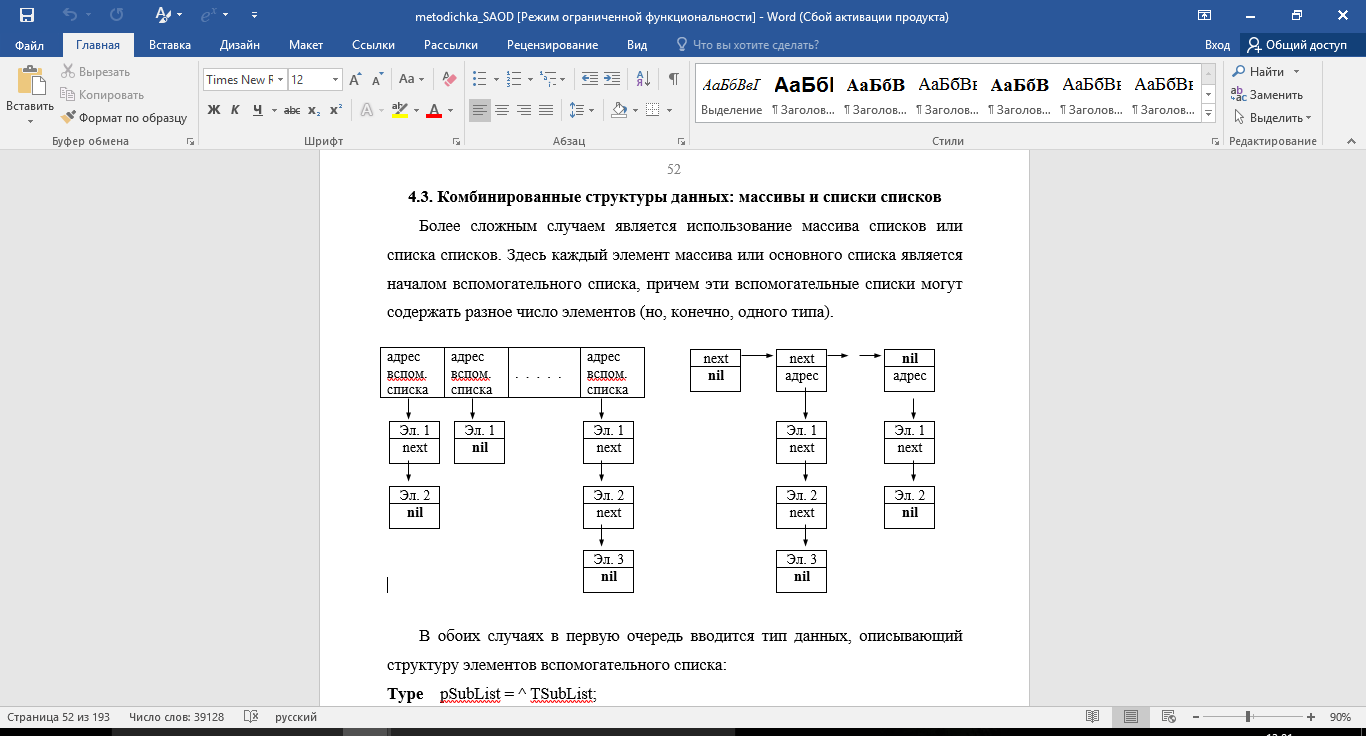 metodichka_SAOD [Режим ограниченной функциональности] - Word (Сбой активации продукта)
Файл Главная Вставка Дизайн Макет Ссылки Рассылки Рецензирование Вид Что вы хотите сделать? Вход Общий доступ
Вставить
Вырезать
Копировать
Формат по образцу
Буфер обмена
Times New F 12
Aa
Ж К Ч abc x₂ x²
Шрифт
Абзац
АаБбВвГ АаБбІ АаБбВ АаБбВв АаБбВ АаБбВв АаБбВв
Выделение ¶ Заголов... ¶ Заголов... ¶ Заголов... ¶ Заголов... ¶ Заголов... ¶ Заголов...
Стили
Найти
Заменить
Выделить
Редактирование
52
4.3. Комбинированные структуры данных: массивы и списки списков
Более сложным случаем является использование массива списков или
списка списков. Здесь каждый элемент массива или основного списка является
началом вспомогательного списка, причем эти вспомогательные списки могут
содержать разное число элементов (но, конечно, одного типа).
адрес вспом. списка
адрес вспом. списка
. . . . .
адрес вспом. списка
Эл. 1 next
Эл. 1 nil
Эл. 1 next
Эл. 2 nil
Эл. 2 next
Эл. 3 nil
next nil
next адрес
nil адрес
Эл. 1 next
Эл. 1 next
Эл. 2 next
Эл. 2 nil
Эл. 3 nil
В обоих случаях в первую очередь вводится тип данных, описывающий
структуру элементов вспомогательного списка:
Type pSubList = ^ TSubList;
Страница 52 из 193 Число слов: 39128 русский 90%